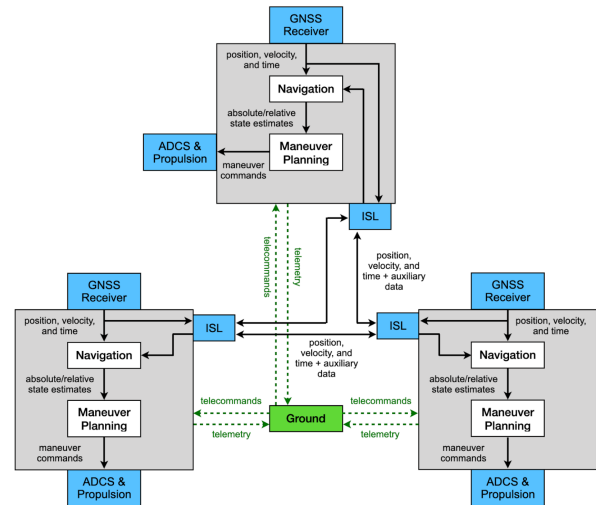 GNSS
Receiver
position, velocity,
and time
Navigation
absolute/relative
state estimates
ADCS &
Propulsion
Maneuver
Planning
maneuver
commands
ISL
telecommands
telemetry
position,
velocity, and
time + auxiliary
data
GNSS
Receiver
position, velocity,
and time
ISL
Navigation
absolute/relative
state estimates
Maneuver
Planning
maneuver
commands
ADCS &
Propulsion
position,
velocity, and
time + auxiliary
data
telecommands
telemetry
Ground
telecommands
telemetry
GNSS
Receiver
ISL
position, velocity,
and time
Navigation
absolute/relative
state estimates
Maneuver
Planning
maneuver
commands
ADCS &
Propulsion